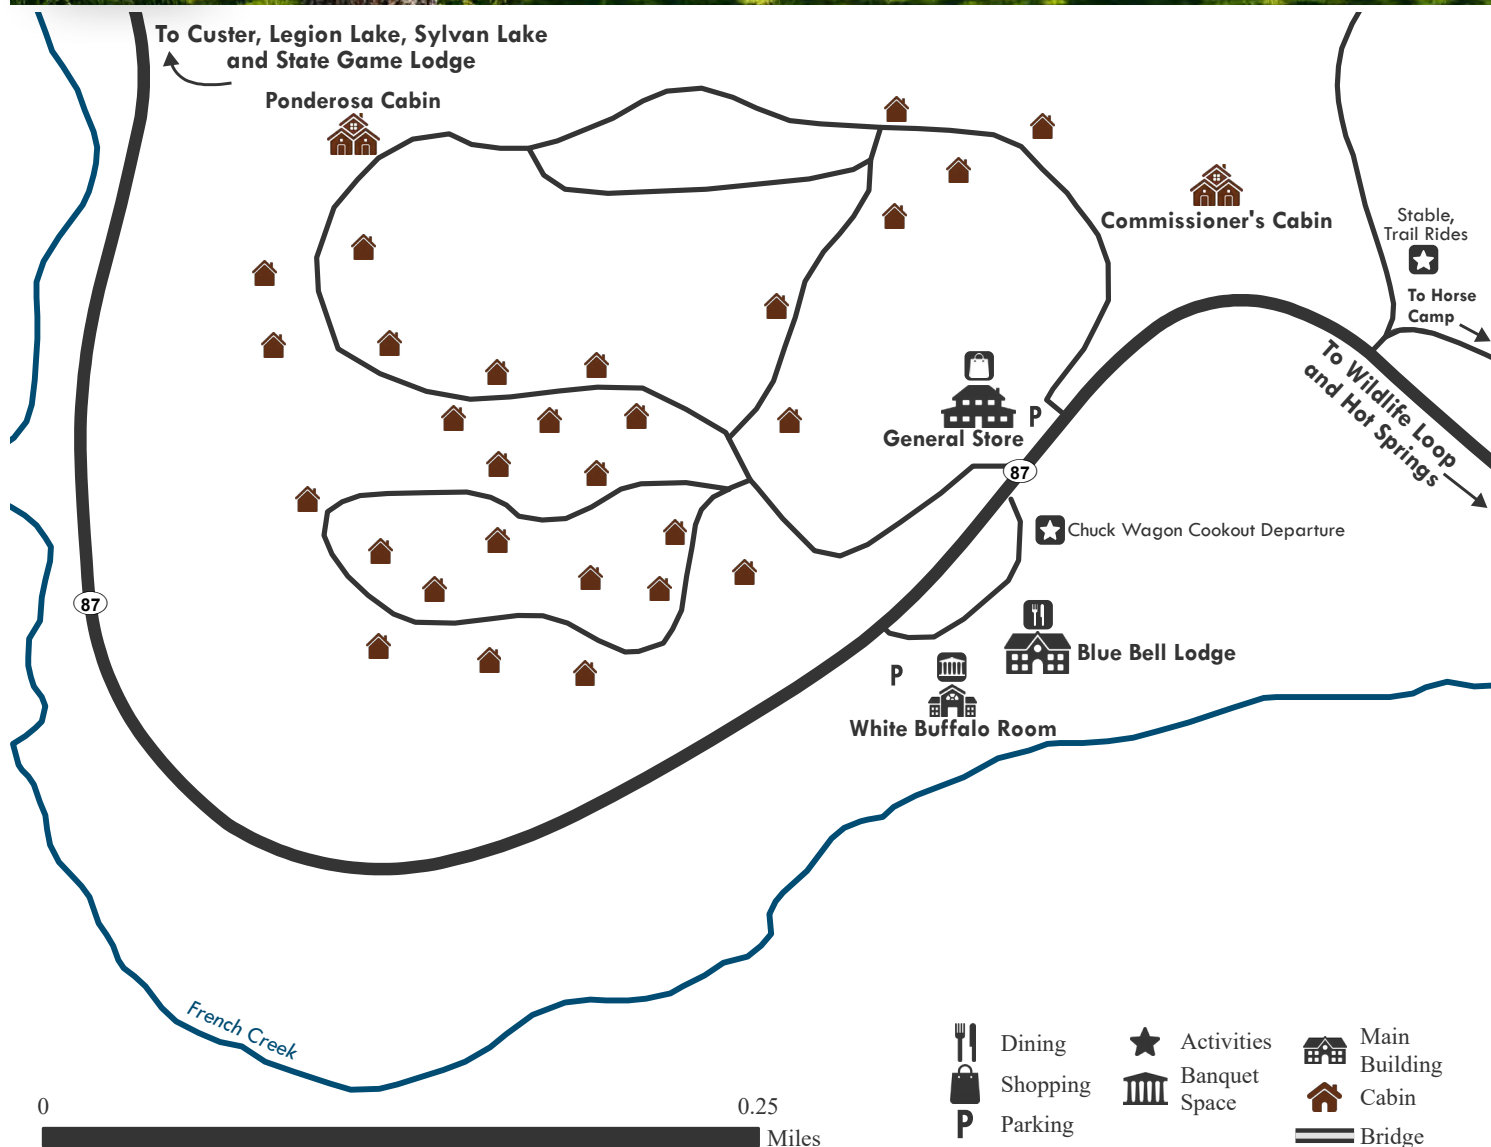 To Custer, Legion Lake, Sylvan Lake
and State Game Lodge
Ponderosa Cabin
Commissioner's Cabin
Stable,
Trail Rides
To Horse
Camp
To Wildlife Loop
and Hot Springs
P
General Store
87
Chuck Wagon Cookout Departure
87
Blue Bell Lodge
P
White Buffalo Room
French Creek
0
0.25
Miles
Dining
Shopping
P
Parking
Activities
Banquet
Space
Main
Building
Cabin
Bridge